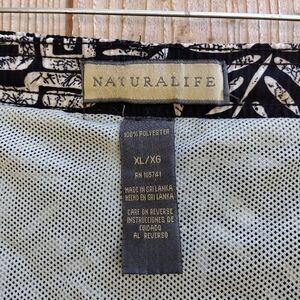 NATURALIFE
100% POLYESTER
XL/XG
RN 105741
MADE IN SRI LANKA
HECHO EN SRI LANKA
CARE ON REVERSE
INSTRUCCIONES DE
CUIDADO
AL REVERSO